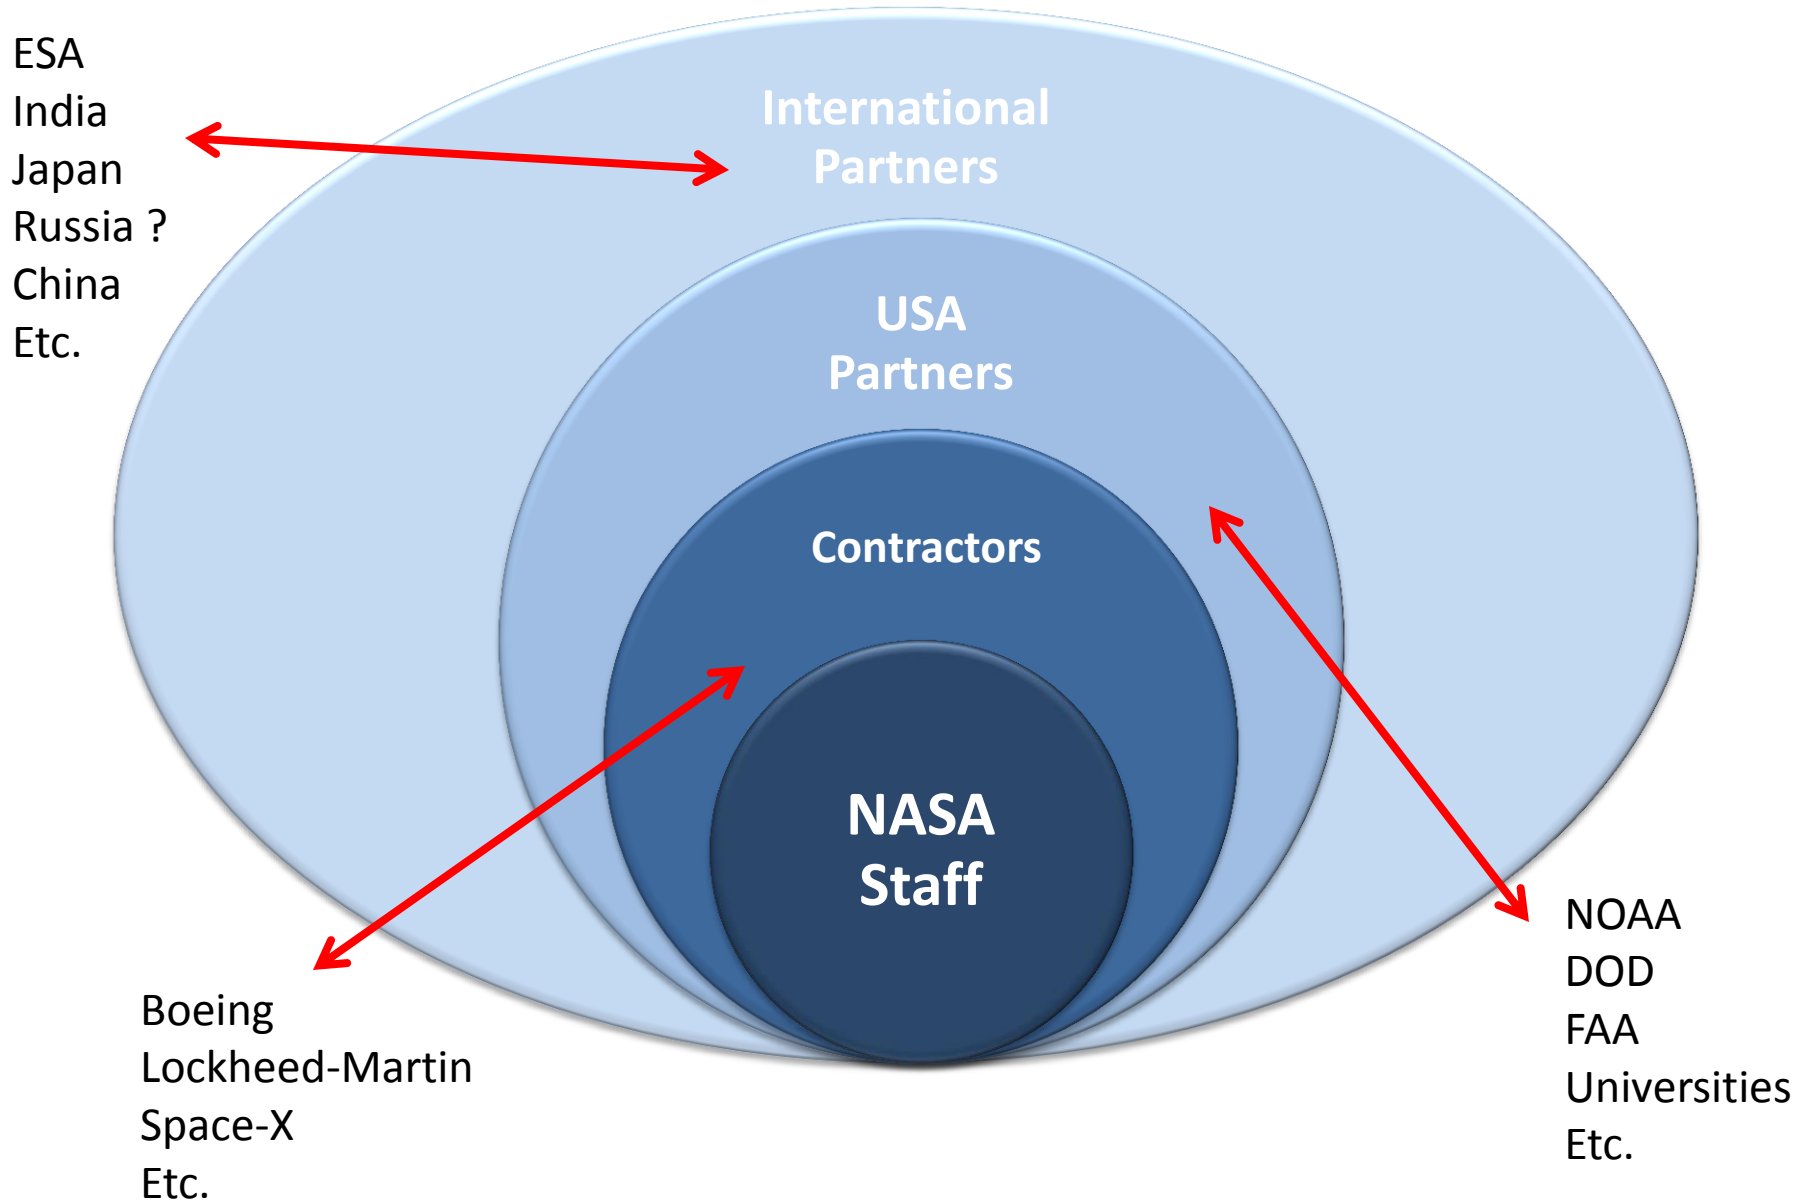 ESA
India
Japan
Russia ?
China
Etc.
International
Partners
USA
Partners
Contractors
NASA
Staff
Boeing
Lockheed-Martin
Space-X
Etc.
NOAA
DOD
FAA
Universities
Etc.